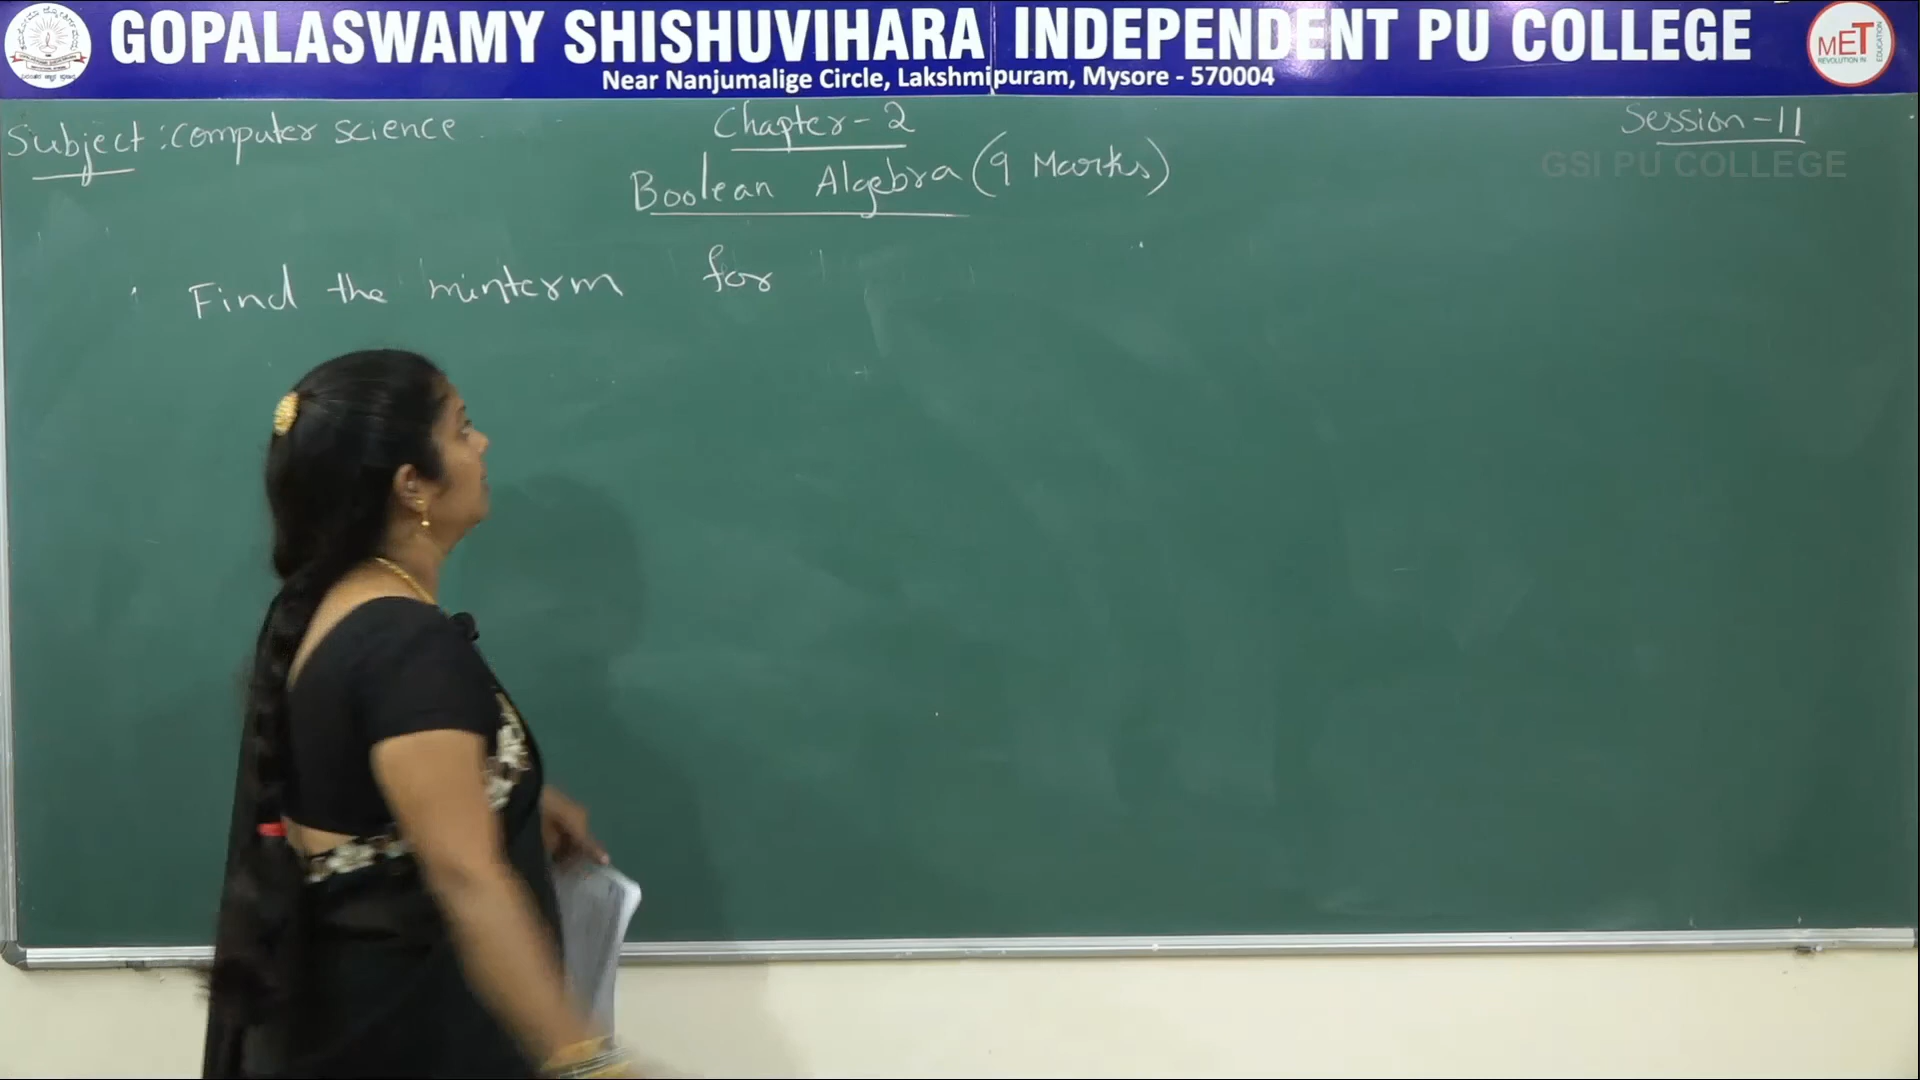 GOPALASWAMY SHISHUVIHARA INDEPENDENT PU COLLEGE
Near Nanjumalige Circle, Lakshmipuram, Mysore - 570004
MET
REVOLUTION IN EDUCATION
Subject : computer science
Chapter - 2
Session - 11
Boolean Algebra (9 Marks)
GSI PU COLLEGE
Find the minterm for